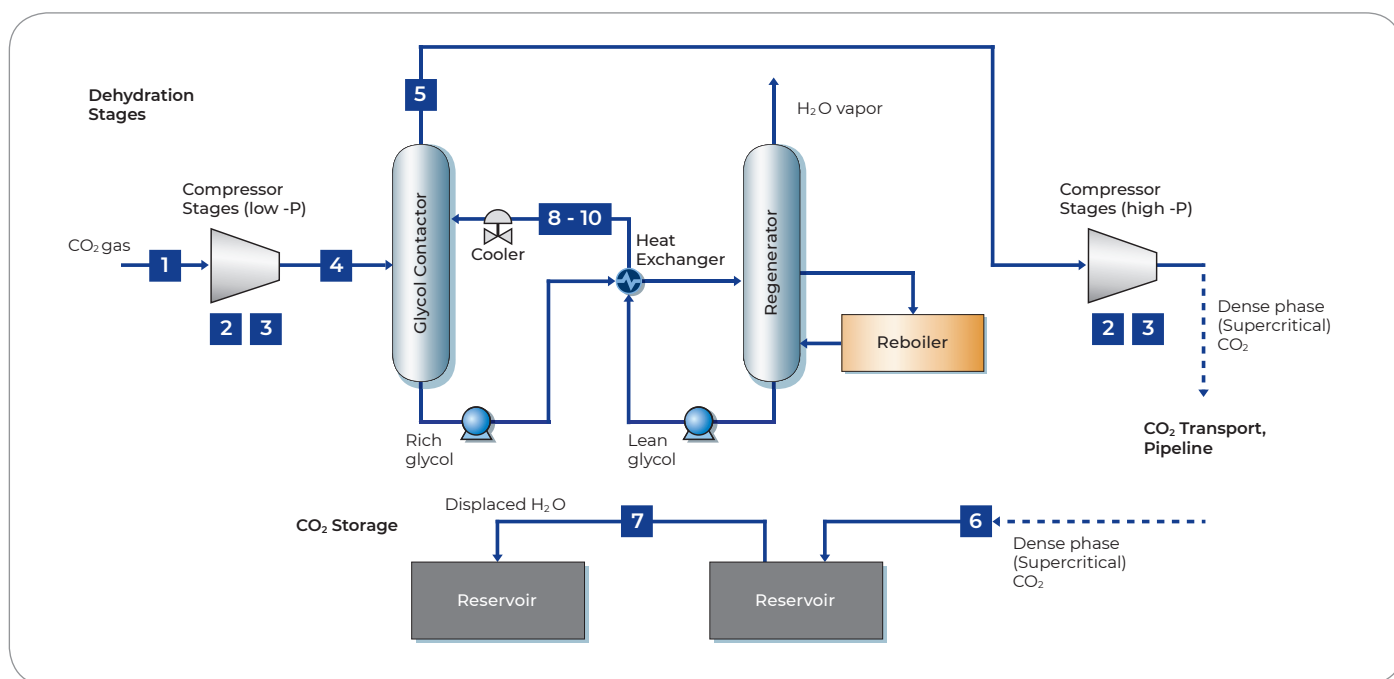 Dehydration
Stages
5
H₂O vapor
Compressor
Stages (low -P)
Compressor
Stages (high -P)
CO₂ gas
1
4
2
3
Glycol Contactor
8 - 10
Cooler
Heat
Exchanger
Regenerator
Reboiler
2
3
Dense phase
(Supercritical)
CO₂
Rich
glycol
Lean
glycol
CO₂ Transport,
Pipeline
CO₂ Storage
Displaced H₂O
7
6
Dense phase
(Supercritical)
CO₂
Reservoir
Reservoir